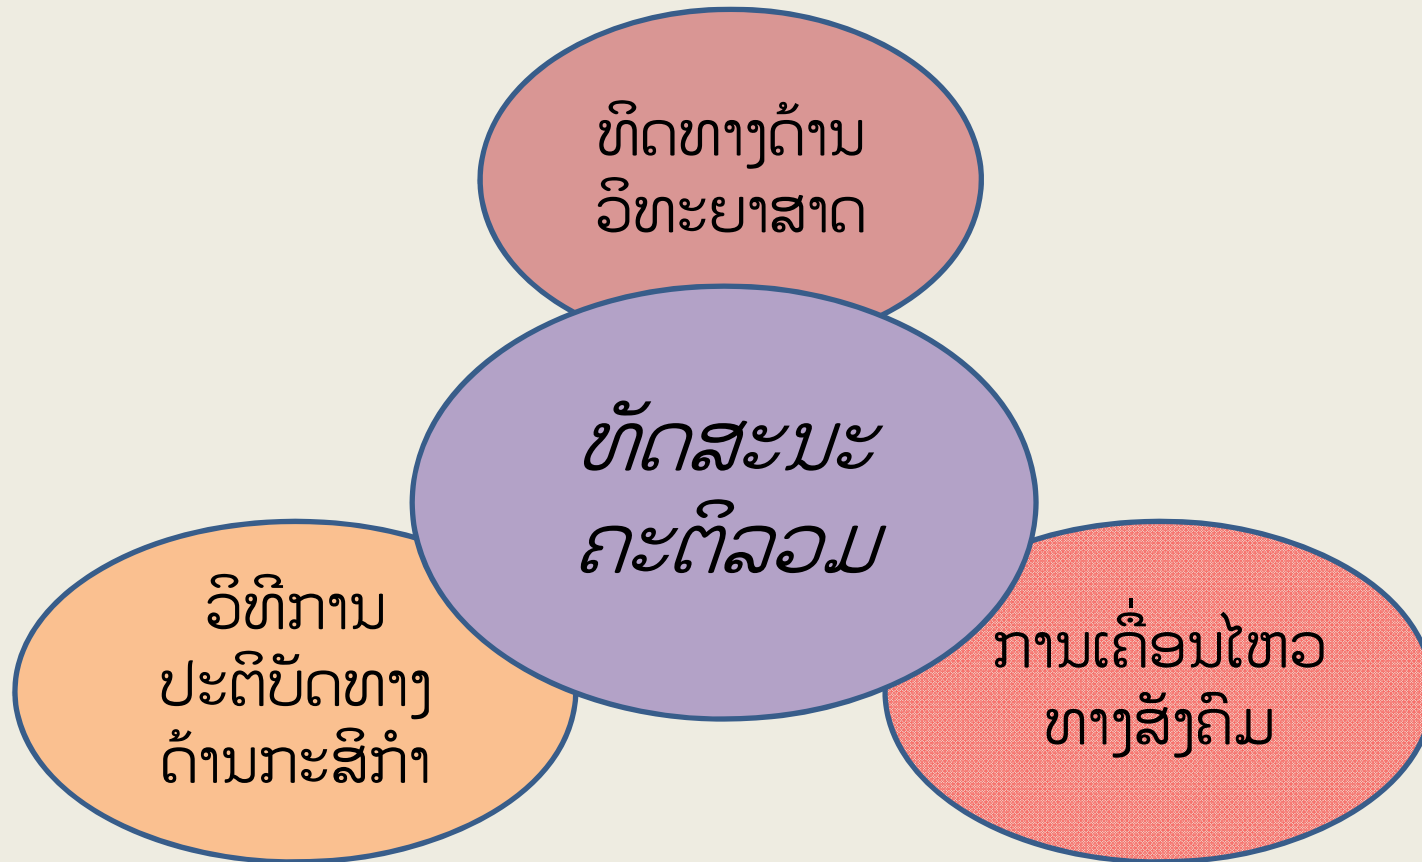 ທິດທາງດ້ານ
ວິທະຍາສາດ
ທັດສະນະ
ຄະຕິລວມ
ວິທີການ
ປະຕິບັດທາງ
ດ້ານກະສິກຳ
ການເຄື່ອນໄຫວ
ທາງສັງຄົມ